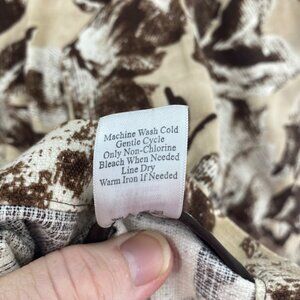 Machine Wash Cold
Gentle Cycle
Only Non-Chlorine
Bleach When Needed
Line Dry
Warm Iron If Needed